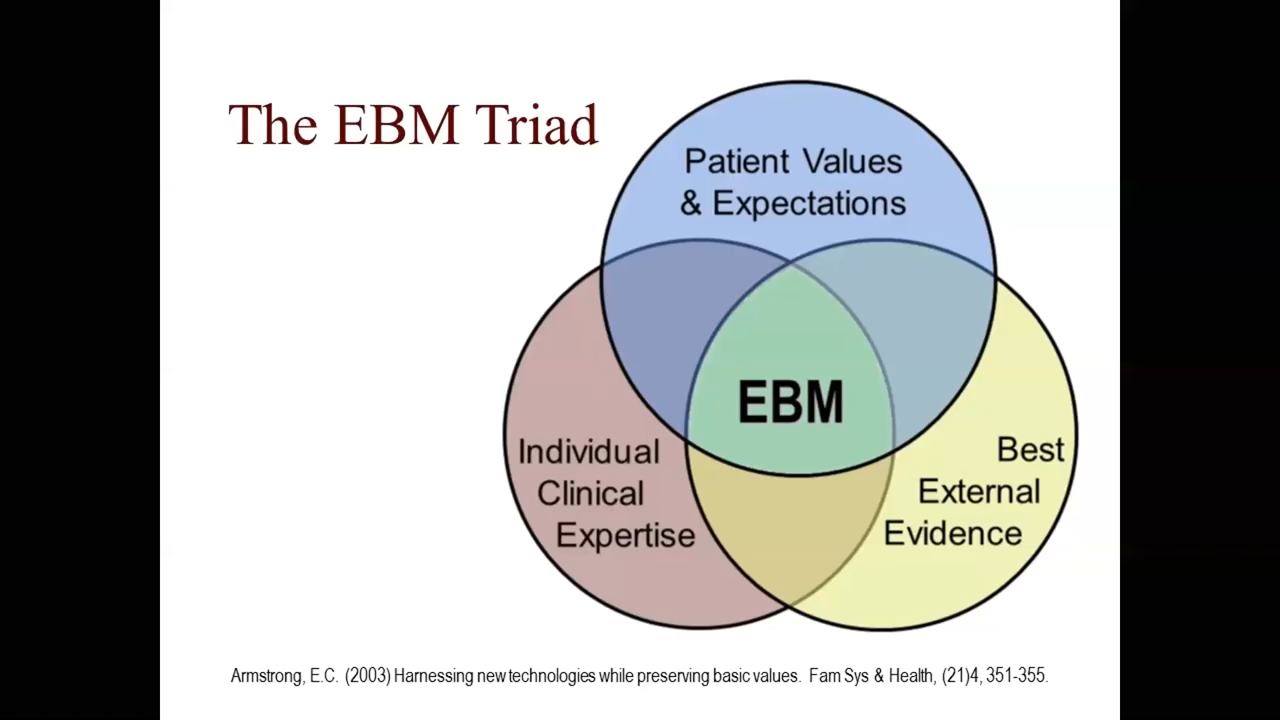 The EBM Triad
Patient Values
& Expectations
EBM
Individual
Clinical
Expertise
Best
External
Evidence
Armstrong, E.C. (2003) Harnessing new technologies while preserving basic values. Fam Sys & Health, (21)4, 351-355.